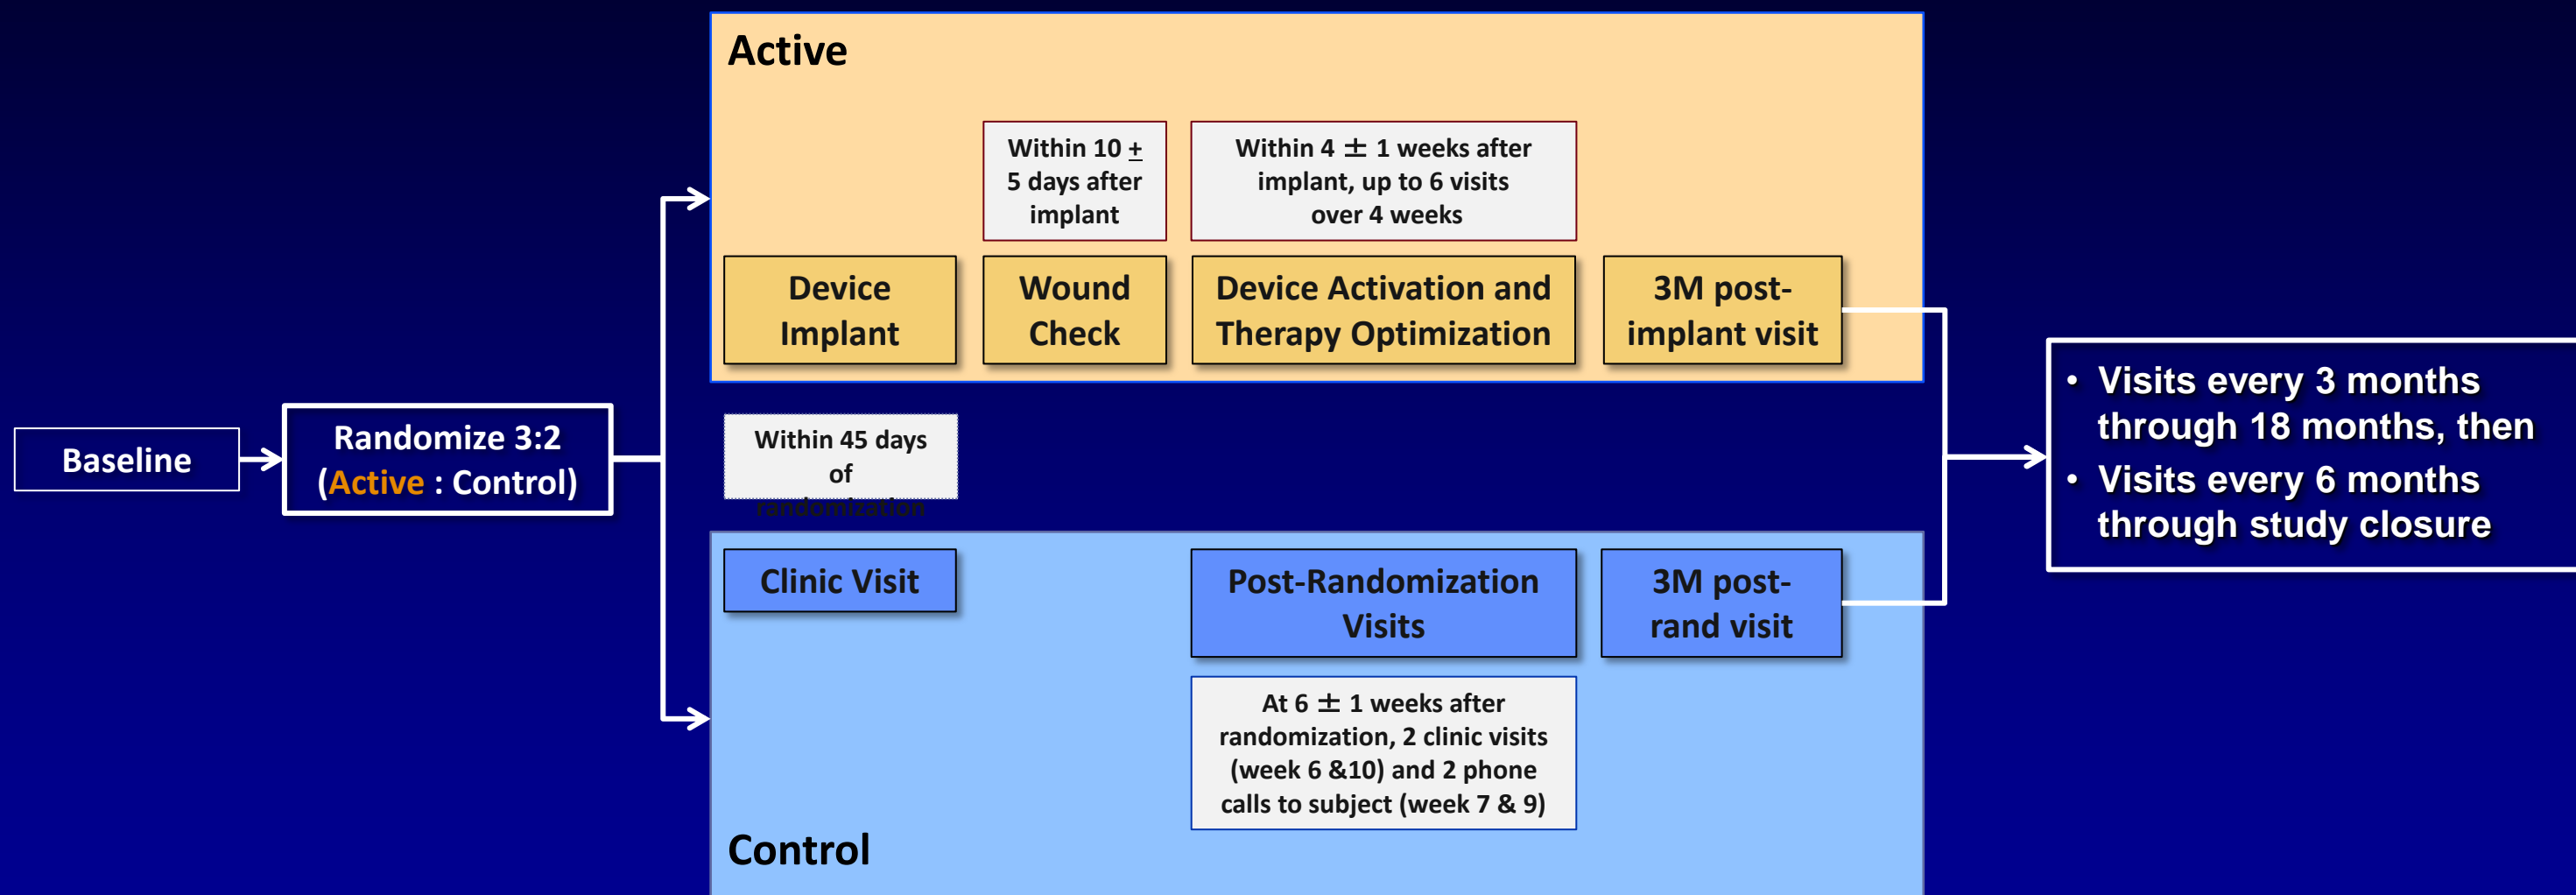 Baseline
Randomize 3:2
(Active : Control)
Active
Within 10 ±
5 days after
implant
Within 4 ± 1 weeks after
implant, up to 6 visits
over 4 weeks
Device
Implant
Wound
Check
Device Activation and
Therapy Optimization
3M post-
implant visit
Within 45 days
of
randomization
Clinic Visit
Post-Randomization
Visits
3M post-
rand visit
At 6 ± 1 weeks after
randomization, 2 clinic visits
(week 6 &10) and 2 phone
calls to subject (week 7 & 9)
Control
• Visits every 3 months
through 18 months, then
• Visits every 6 months
through study closure